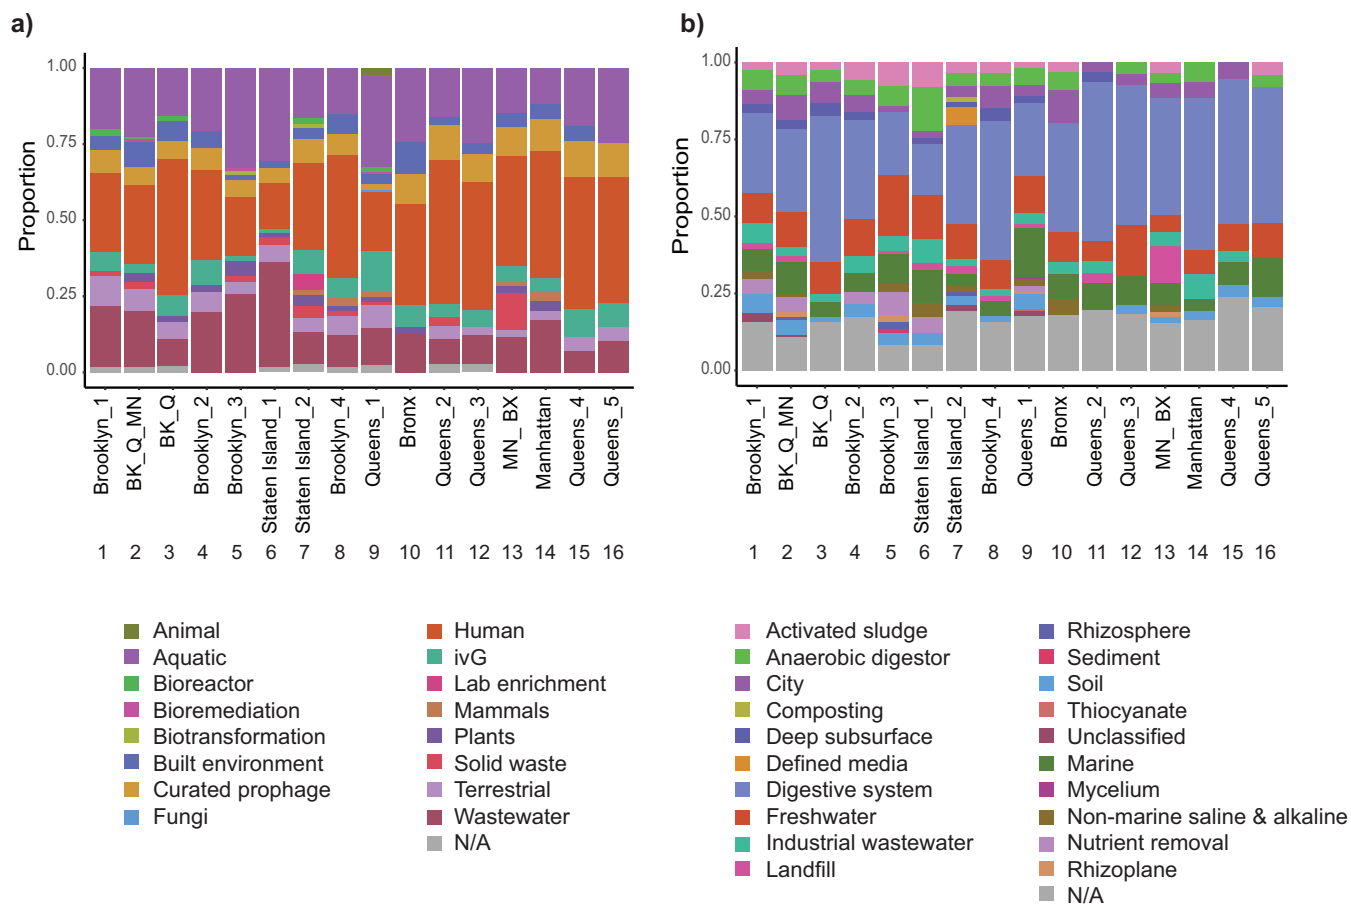 a)
Proportion
1.00
0.75
0.50
0.25
0.00
Brooklyn_1
BK_Q_MN
BK_Q
Brooklyn_2
Brooklyn_3
Staten Island_1
Staten Island_2
Brooklyn_4
Queens_1
Bronx
Queens_2
Queens_3
MN_ BX
Manhattan
Queens_4
Queens_5
1 2 3 4 5 6 7 8 9 10 11 12 13 14 15 16
Animal
Aquatic
Bioreactor
Bioremediation
Biotransformation
Built environment
Curated prophage
Fungi
Human
ivG
Lab enrichment
Mammals
Plants
Solid waste
Terrestrial
Wastewater
N/A
b)
Proportion
1.00
0.75
0.50
0.25
0.00
Brooklyn_1
BK_Q_MN
BK_Q
Brooklyn_2
Brooklyn_3
Staten Island_1
Staten Island_2
Brooklyn_4
Queens_1
Bronx
Queens_2
Queens_3
MN_BX
Manhattan
Queens_4
Queens_5
1 2 3 4 5 6 7 8 9 10 11 12 13 14 15 16
Activated sludge
Anaerobic digestor
City
Composting
Deep subsurface
Defined media
Digestive system
Freshwater
Industrial wastewater
Landfill
Rhizosphere
Sediment
Soil
Thiocyanate
Unclassified
Marine
Mycelium
Non-marine saline & alkaline
Nutrient removal
Rhizoplane
N/A